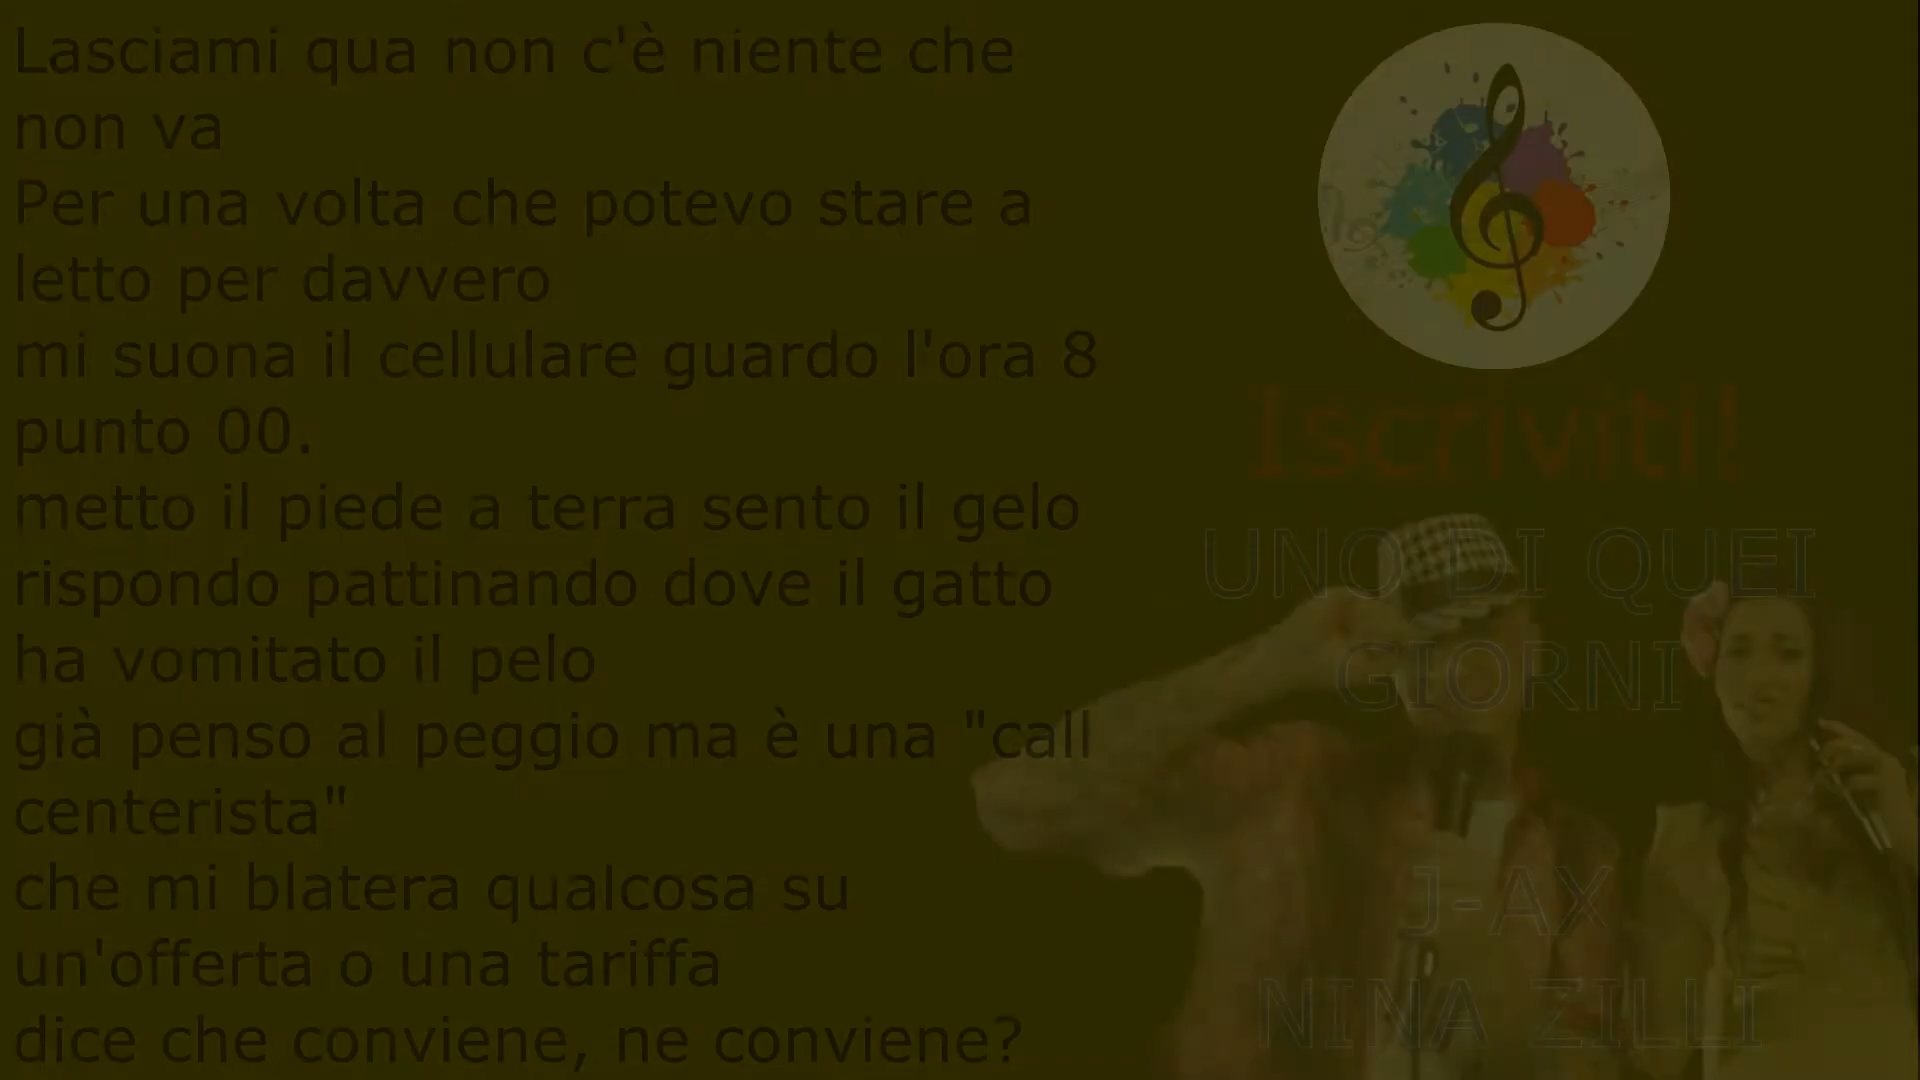 Lasciami qua non c'è niente che
non va
Per una volta che potevo stare a
letto per davvero
mi suona il cellulare guardo l'ora 8
punto 00.
metto il piede a terra sento il gelo
rispondo pattinando dove il gatto
ha vomitato il pelo
già penso al peggio ma è una "call
centerista"
che mi blatera qualcosa su
un'offerta o una tariffa
dice che conviene, ne conviene?
Iscriviti!
UNO DI QUEI
GIORNI
J-AX
NINA ZILLI